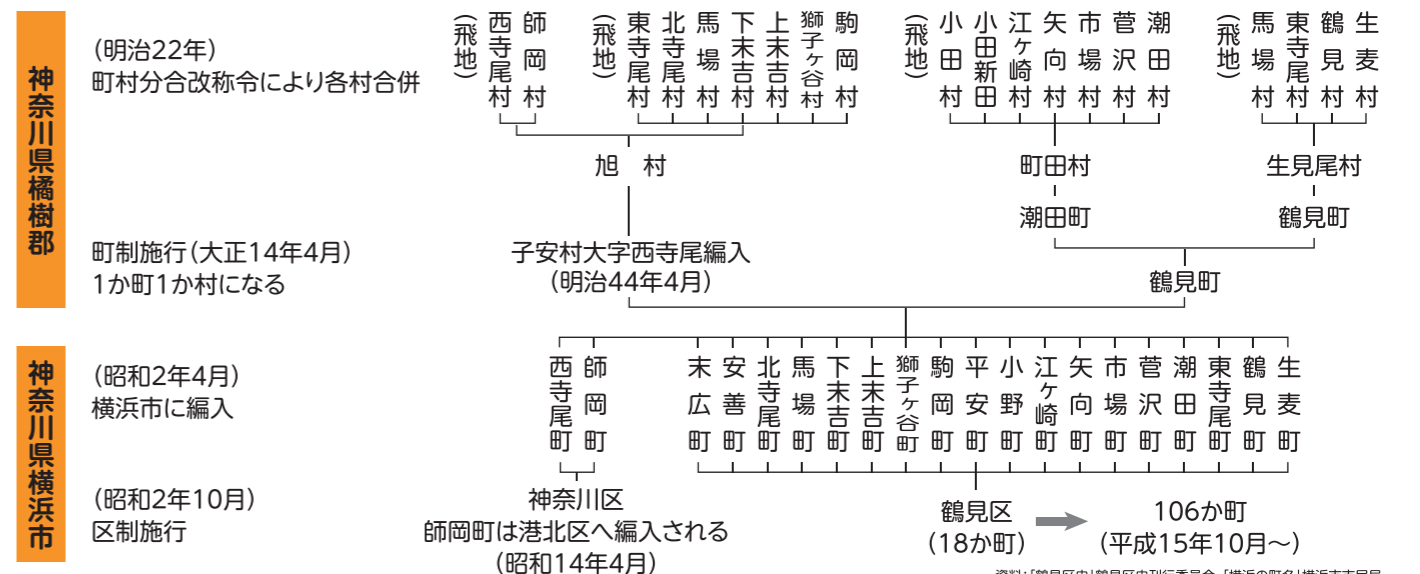 神奈川県橘樹郡
(明治22年)
町村分合改称令により各村合併
西寺尾村
(飛地)
師岡村
東寺尾村
(飛地)
北寺尾村
馬場村
下末吉村
上末吉村
獅子ヶ谷村
駒岡村
小田村
(飛地)
小田新田
江ヶ崎村
矢向村
市場村
菅沢村
潮田村
馬場村
(飛地)
東寺尾村
鶴見村
生麦村
旭 村
町田村
生見尾村
潮田町
鶴見町
町制施行(大正14年4月)
1か町1か村になる
子安村大字西寺尾編入
(明治44年4月)
鶴見町
神奈川県横浜市
(昭和2年4月)
横浜市に編入
西寺尾町
師岡町
末広町
安善町
北寺尾町
馬場町
下末吉町
上末吉町
獅子ヶ谷町
駒岡町
平安町
小野町
江ヶ崎町
矢向町
市場町
菅沢町
潮田町
東寺尾町
鶴見町
生麦町
(昭和2年10月)
区制施行
神奈川区
師岡町は港北区へ編入される
(昭和14年4月)
鶴見区
(18か町)
106か町
(平成15年10月~)